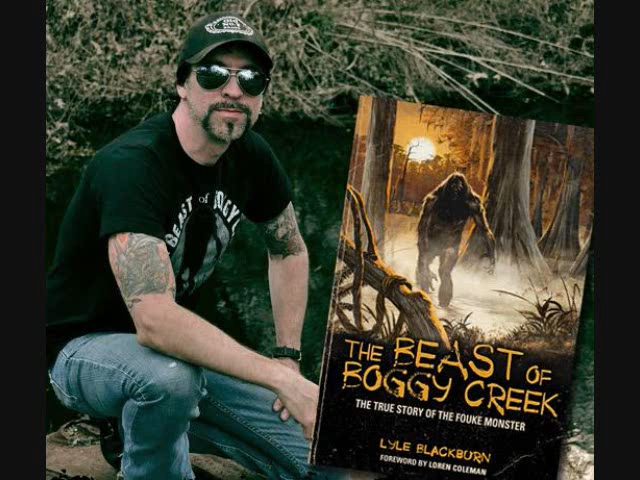 BEAST of BOGGY
THE BEAST OF
BOGGY CREEK
THE TRUE STORY OF THE FOUKE MONSTER
LYLE BLACKBURN
FOREWORD BY LOREN COLEMAN